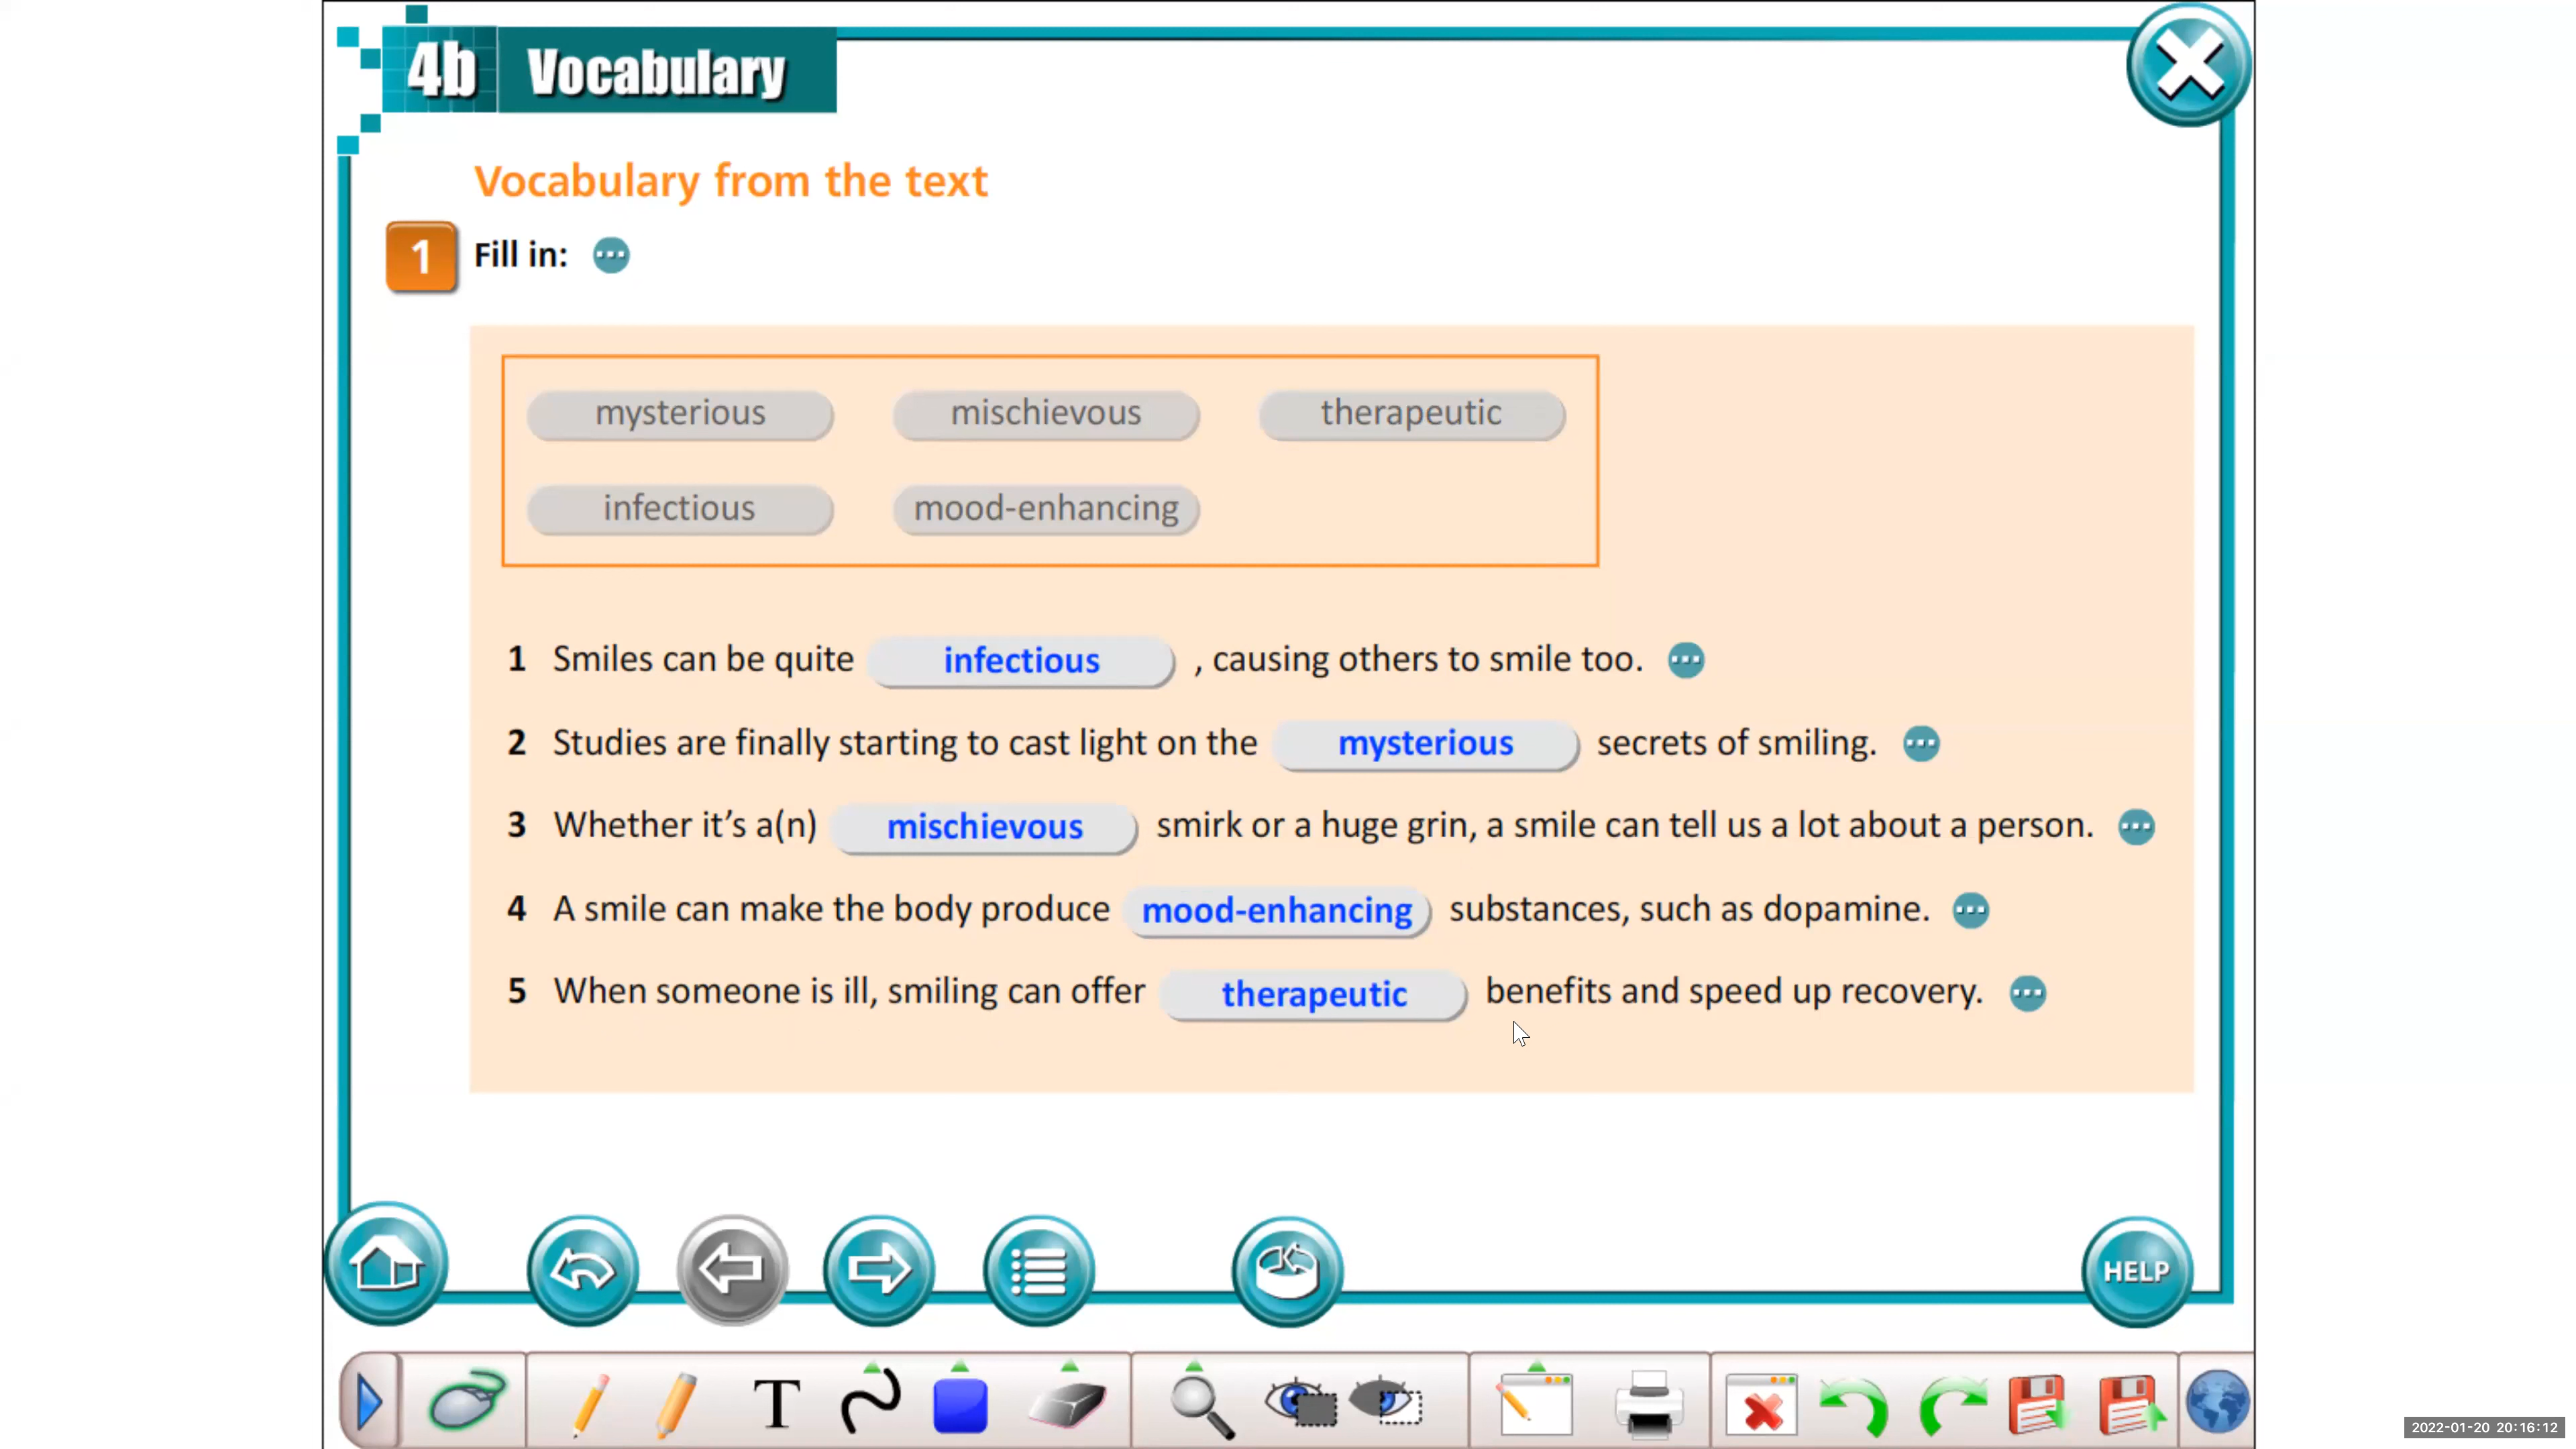 4b Vocabulary
Vocabulary from the text
1 Fill in:
mysterious mischievous therapeutic
infectious mood-enhancing
1 Smiles can be quite infectious , causing others to smile too.
2 Studies are finally starting to cast light on the mysterious secrets of smiling.
3 Whether it's a(n) mischievous smirk or a huge grin, a smile can tell us a lot about a person.
4 A smile can make the body produce mood-enhancing substances, such as dopamine.
5 When someone is ill, smiling can offer therapeutic benefits and speed up recovery.
HELP
T
2022-01-20 20:16:12